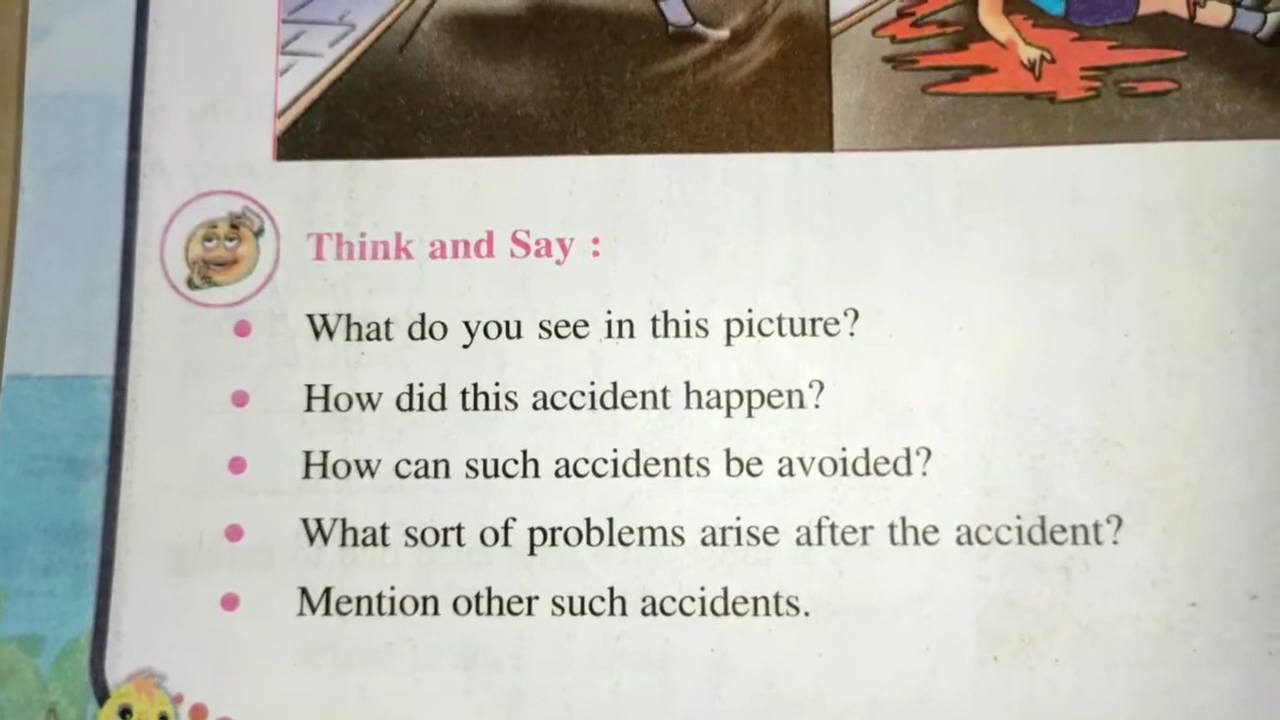 Think and Say :
What do you see in this picture?
How did this accident happen?
How can such accidents be avoided?
What sort of problems arise after the accident?
Mention other such accidents.